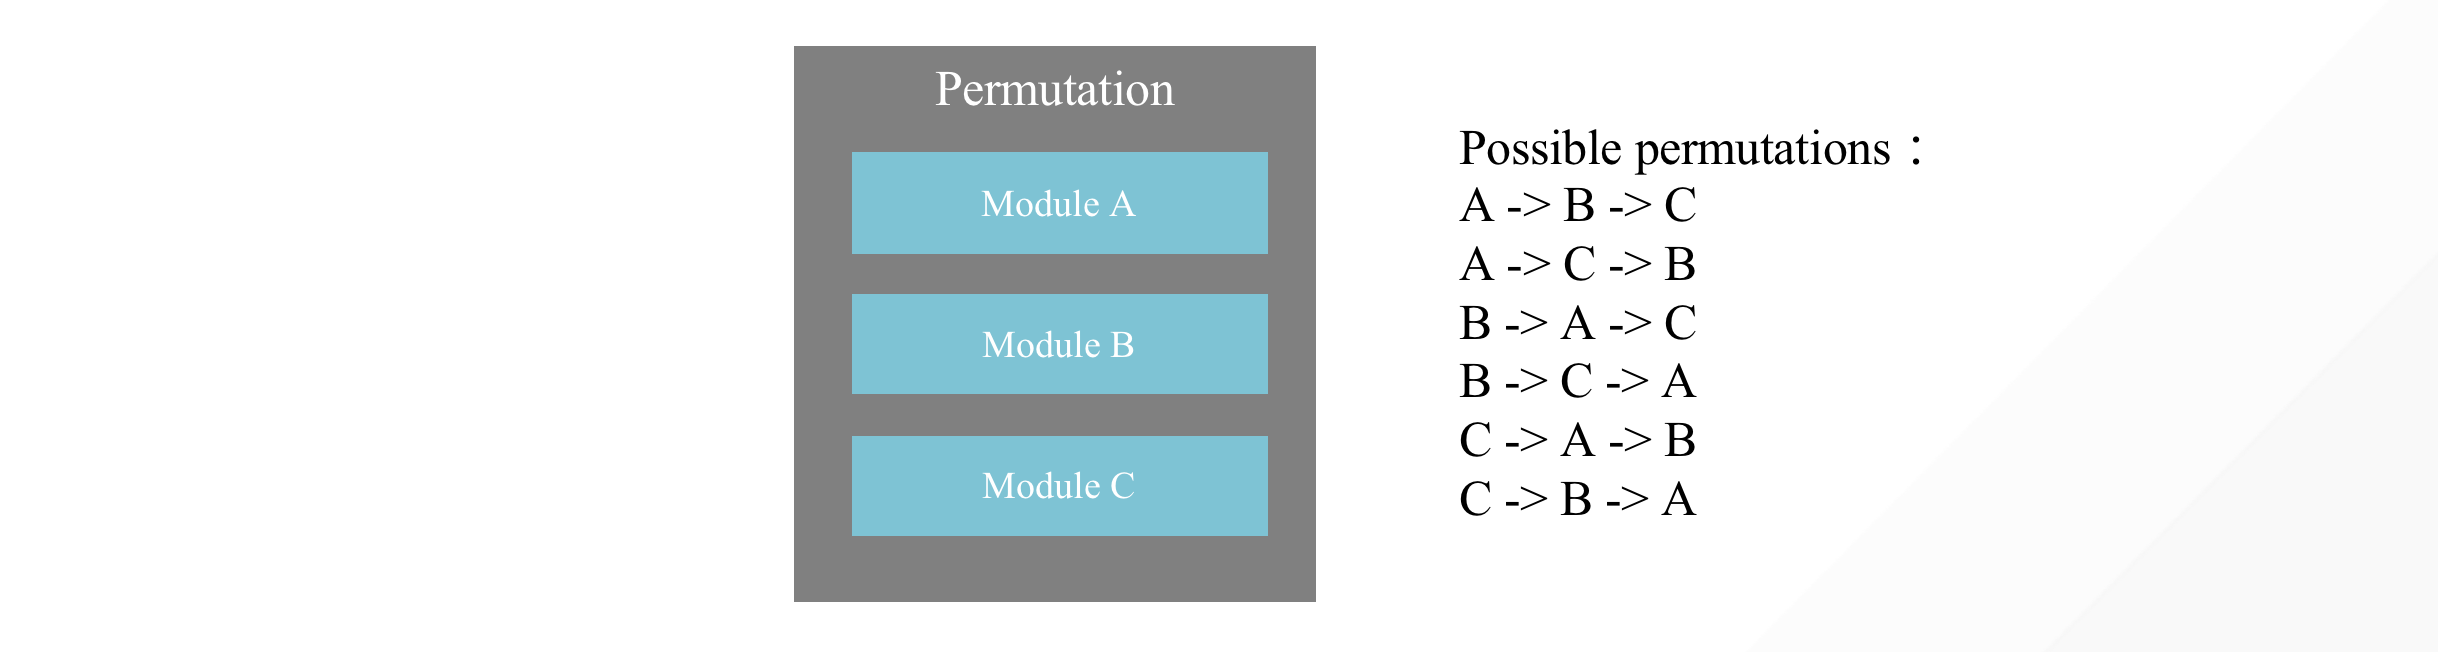 Permutation
Module A
Module B
Module C
Possible permutations：
A -> B -> C
A -> C -> B
B -> A -> C
B -> C -> A
C -> A -> B
C -> B -> A